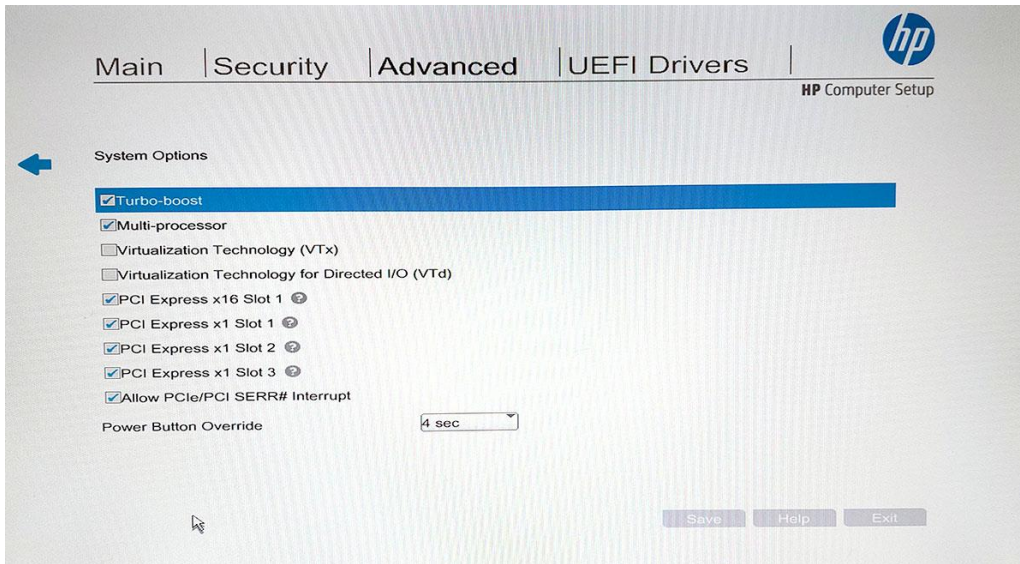 hp
Main Security Advanced UEFI Drivers
HP Computer Setup
System Options
Turbo-boost
Multi-processor
Virtualization Technology (VTx)
Virtualization Technology for Directed I/O (VTd)
PCI Express x16 Slot 1 ?
PCI Express x1 Slot 1 ?
PCI Express x1 Slot 2 ?
PCI Express x1 Slot 3 ?
Allow PCIe/PCI SERR# Interrupt
Power Button Override 4 sec
Save Help Exit